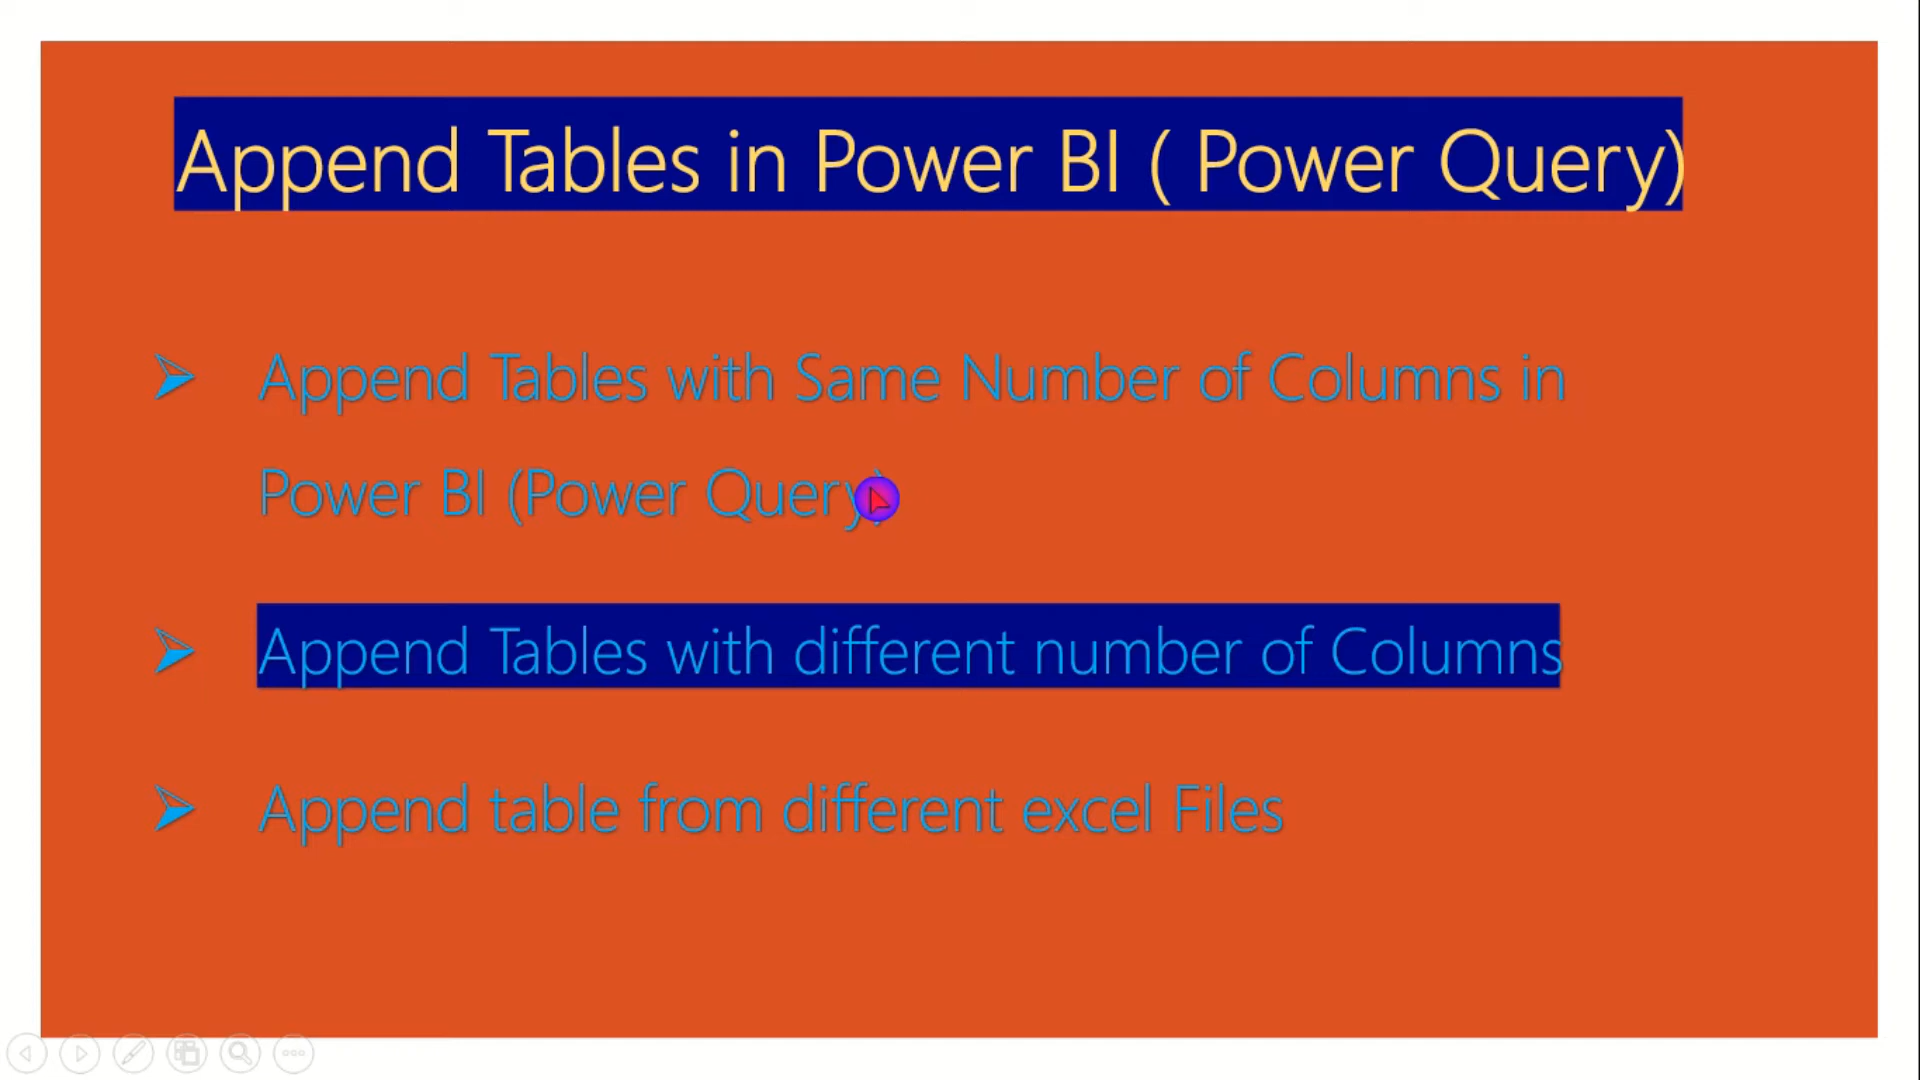 Append Tables in Power BI ( Power Query)
Append Tables with Same Number of Columns in
Power BI (Power Query)
Append Tables with different number of Columns
Append table from different excel Files